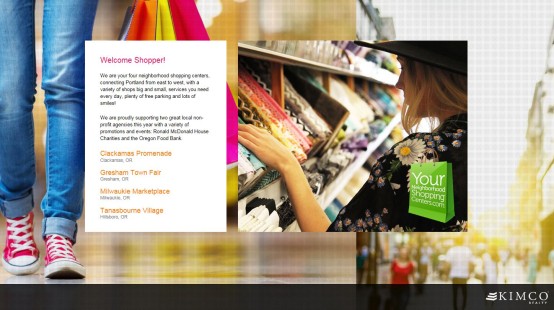 Welcome Shopper!
We are your four neighborhood shopping centers,
connecting Portland from east to west, with a
variety of shops big and small, services you need
every day, plenty of free parking and lots of
smiles!
We are proudly supporting two great local non-
profit agencies this year with a variety of
promotions and events: Ronald McDonald House
Charities and the Oregon Food Bank
Clackamas Promenade
Clackamas, OR
Gresham Town Fair
Gresham, OR
Milwaukie Marketplace
Milwaukie, OR
Tanasbourne Village
Hillsboro, OR
Your
Neighborhood
Shopping
Centers.com
KIMCO
REALTY